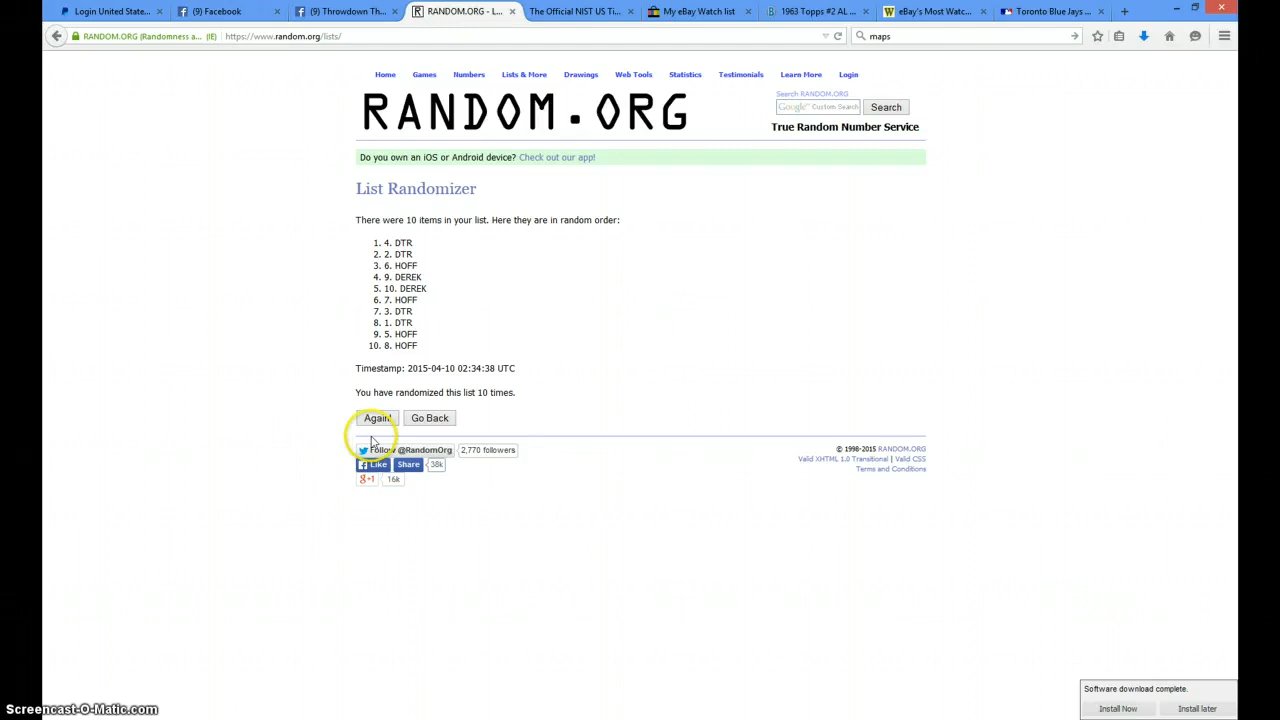 Login United State...
(9) Facebook
(9) Throwdown Th...
RANDOM.ORG - L...
The Official NIST US Ti...
My eBay Watch list
1963 Topps #2 AL ...
eBay's Most Watc...
Toronto Blue Jays ...
RANDOM.ORG (Randomness a... (IE)
https://www.random.org/lists/
maps
Home Games Numbers Lists & More Drawings Web Tools Statistics Testimonials Learn More Login
RANDOM.ORG
Search RANDOM.ORG
Google™ Custom Search
Search
True Random Number Service
Do you own an iOS or Android device? Check out our app!
List Randomizer
There were 10 items in your list. Here they are in random order:
1. 4. DTR
2. 2. DTR
3. 6. HOFF
4. 9. DEREK
5. 10. DEREK
6. 7. HOFF
7. 3. DTR
8. 1. DTR
9. 5. HOFF
10. 8. HOFF
Timestamp: 2015-04-10 02:34:38 UTC
You have randomized this list 10 times.
Again! Go Back
Follow @RandomOrg 2,770 followers
Like Share 38k
g+1 16k
© 1998-2015 RANDOM.ORG
Valid XHTML 1.0 Transitional | Valid CSS
Terms and Conditions
Software download complete.
Install Now Install later
Screencast-O-Matic.com